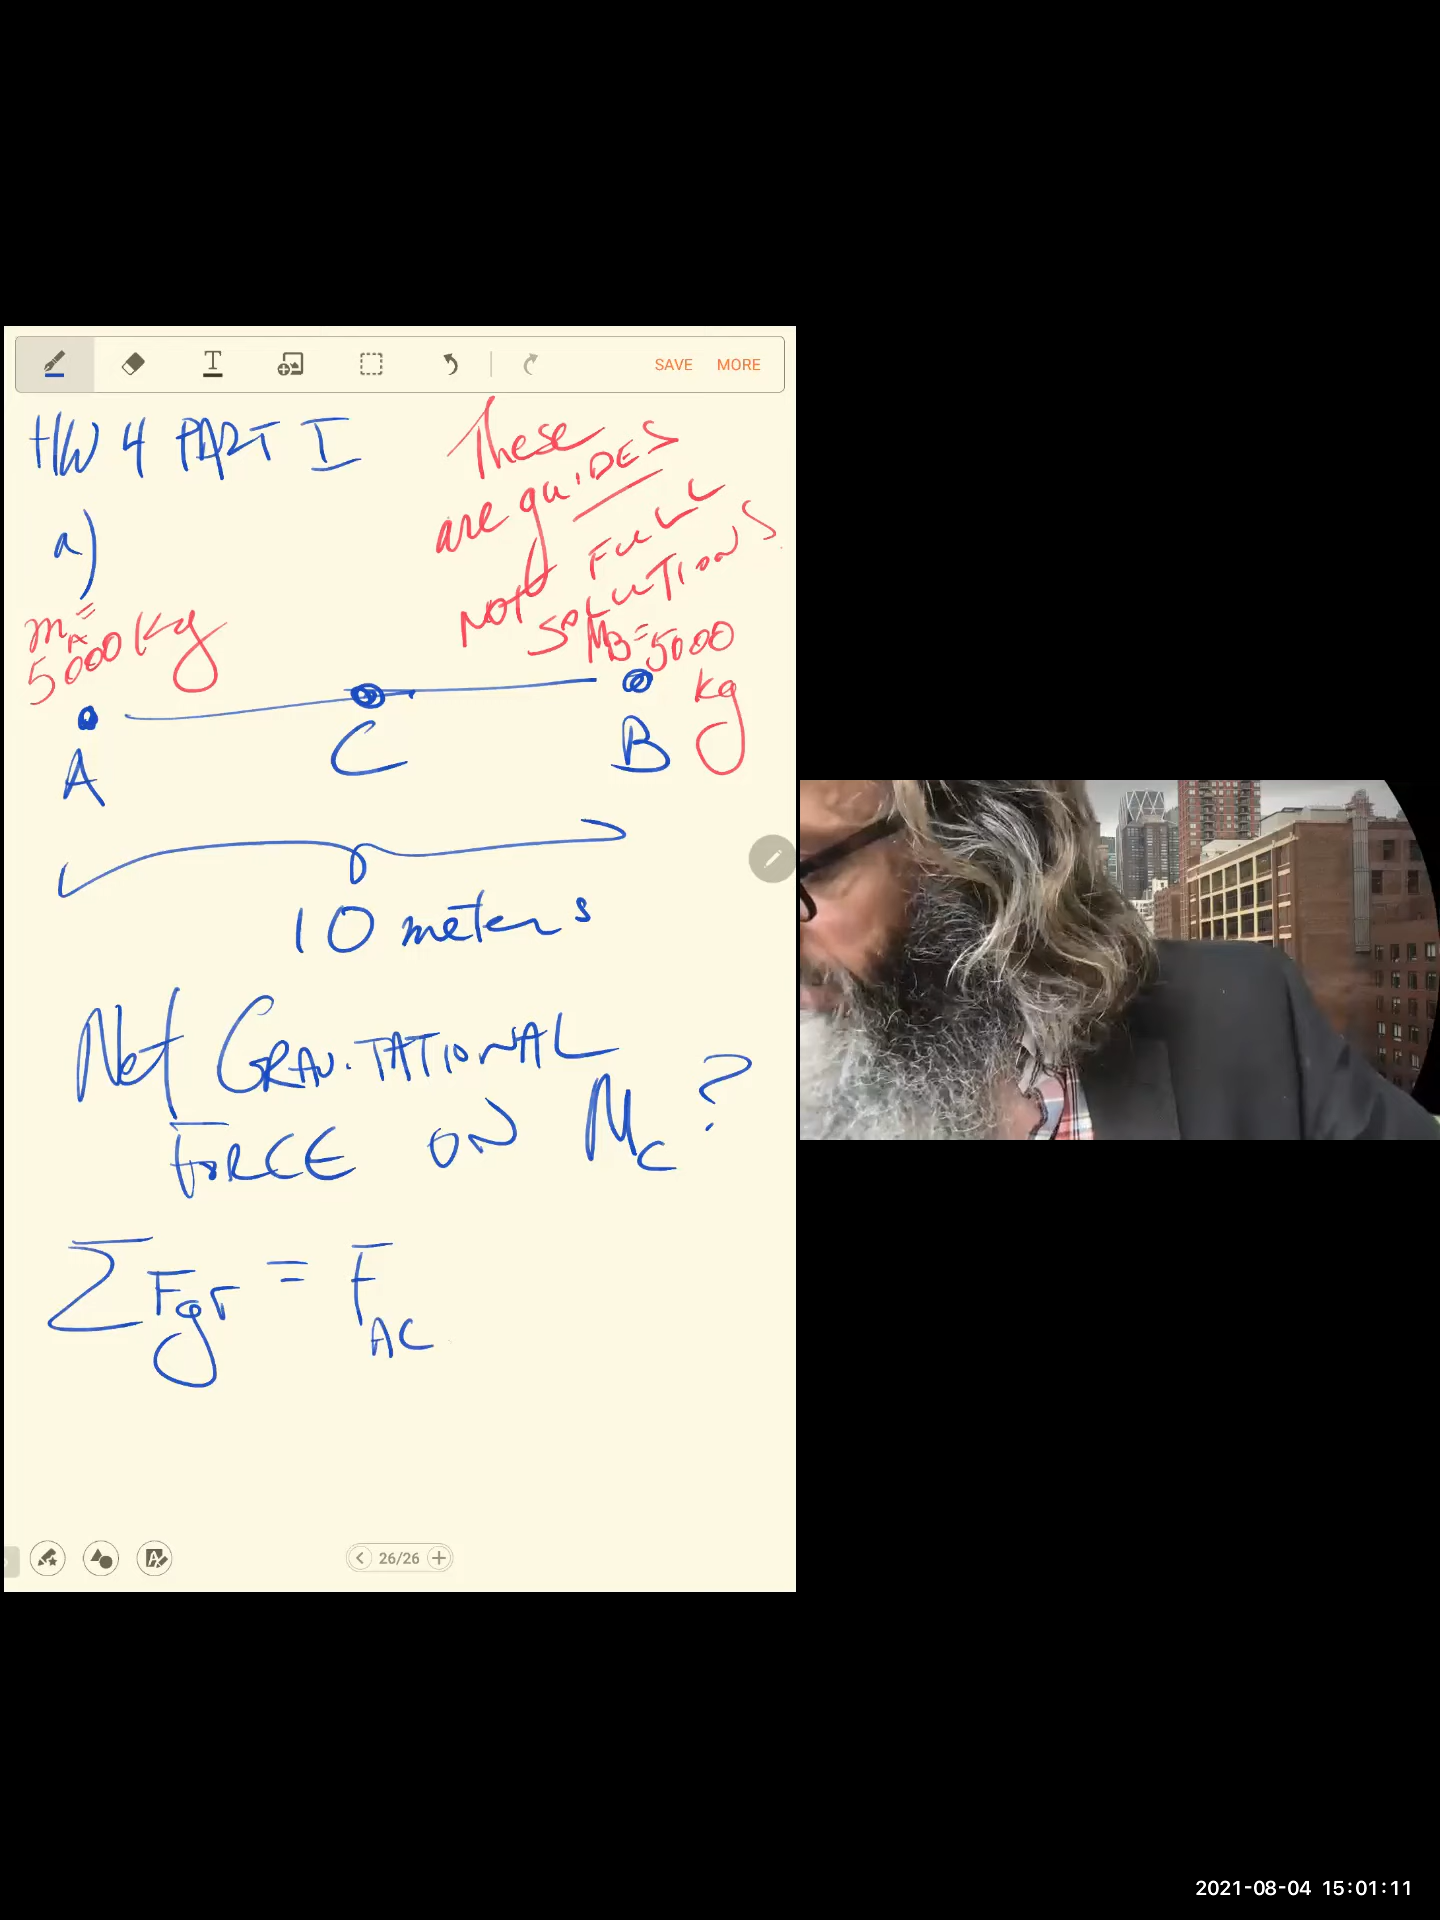 SAVE MORE
HW 4 PART I
These
are guIDES
Not FULL
SOLUTIONS
a)
mA=
5000 kg
MB=5000
kg
A
C
B
10 meters
Net GRAVITATIONAL
FORCE ON Mc?
ΣFgr = FAC
26/26
2021-08-04 15:01:11